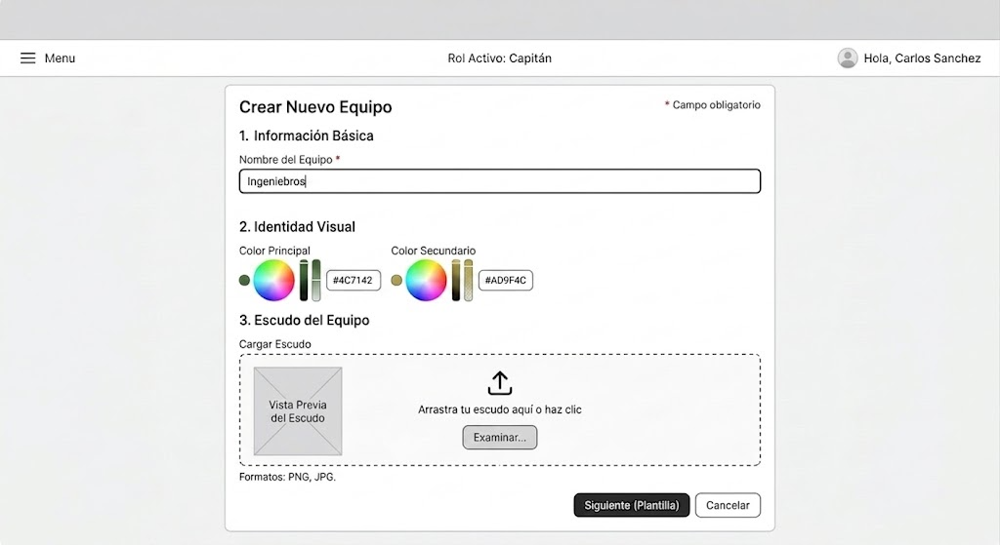 Menu
Rol Activo: Capitán
Hola, Carlos Sanchez
Crear Nuevo Equipo
* Campo obligatorio
1. Información Básica
Nombre del Equipo *
Ingeniebros
2. Identidad Visual
Color Principal
Color Secundario
#4C7142
#AD9F4C
3. Escudo del Equipo
Cargar Escudo
Vista Previa
del Escudo
Arrastra tu escudo aquí o haz clic
Examinar...
Formatos: PNG, JPG.
Siguiente (Plantilla)
Cancelar